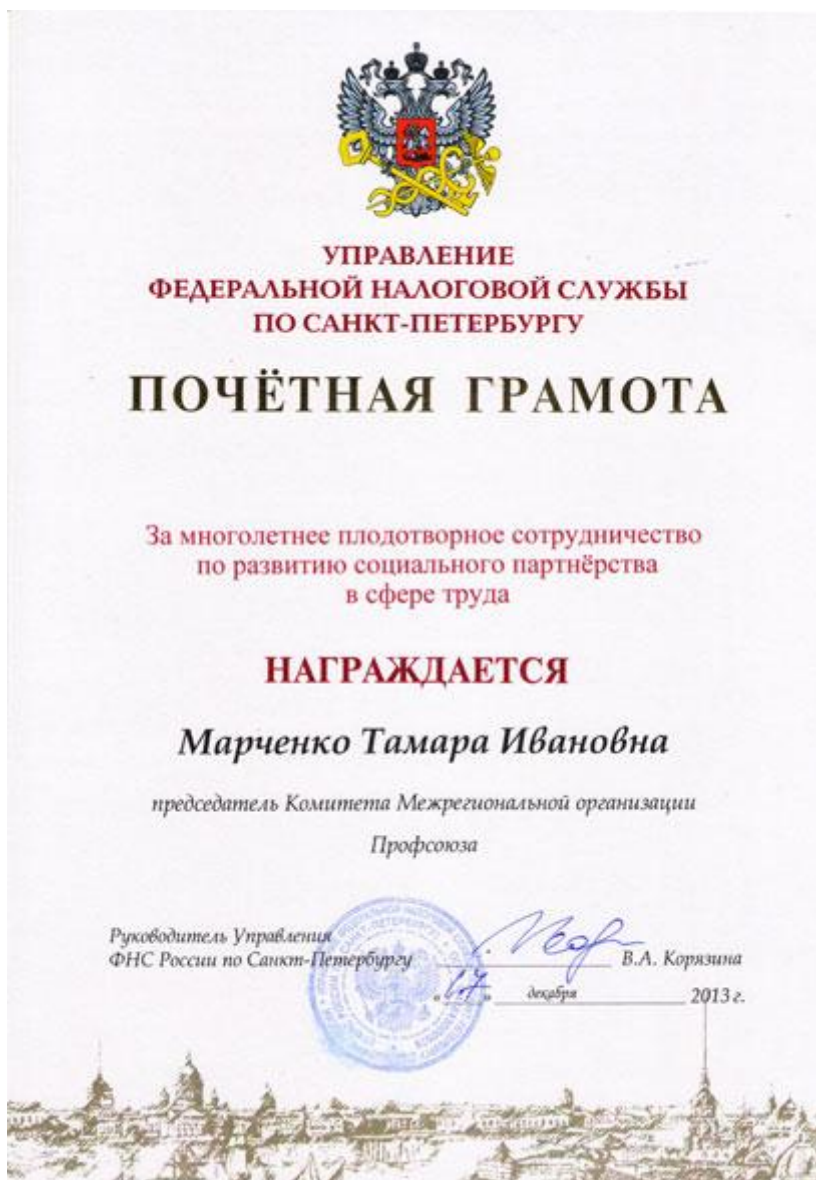 УПРАВЛЕНИЕ
ФЕДЕРАЛЬНОЙ НАЛОГОВОЙ СЛУЖБЫ
ПО САНКТ-ПЕТЕРБУРГУ
ПОЧЁТНАЯ ГРАМОТА
За многолетнее плодотворное сотрудничество
по развитию социального партнёрства
в сфере труда
НАГРАЖДАЕТСЯ
Марченко Тамара Ивановна
председатель Комитета Межрегиональной организации
Профсоюза
Руководитель Управления
ФНС России по Санкт-Петербургу В.А. Корязина
« 17 » декабря 2013 г.